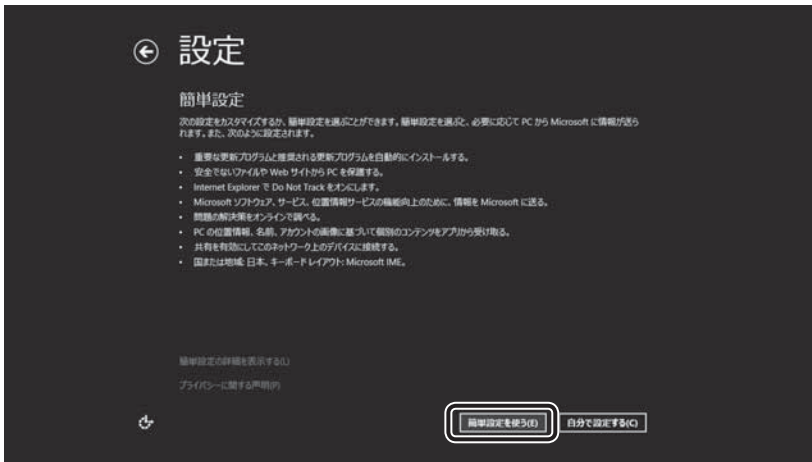 設定
簡単設定
次の設定をカスタマイズするか、簡単設定を選ぶことができます。簡単設定を選ぶと、必要に応じて PC から Microsoft に情報が送ら
れます。また、次のように設定されます。
• 重要な更新プログラムと推奨される更新プログラムを自動的にインストールする。
• 安全でないファイルや Web サイトから PC を保護する。
• Internet Explorer で Do Not Track をオンにします。
• Microsoft ソフトウェア、サービス、位置情報サービスの機能向上のために、情報を Microsoft に送る。
• 問題の解決策をオンラインで調べる。
• PC の位置情報、名前、アカウントの画像に基づいて個別のコンテンツをアプリから受け取る。
• 共有を有効にしてこのネットワーク上のデバイスに接続する。
• 国または地域: 日本、キーボード レイアウト: Microsoft IME。
簡単設定の詳細を表示する(L)
プライバシーに関する声明(P)
簡単設定を使う(E) 自分で設定する(C)